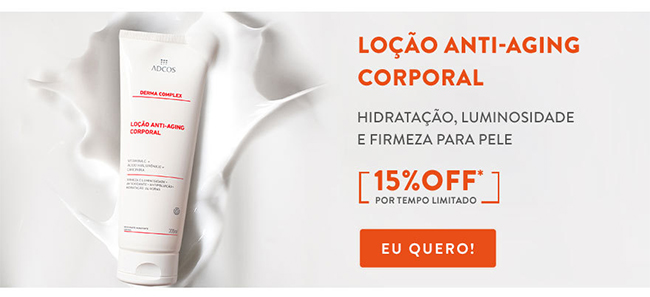 ADCOS
DERMA COMPLEX
LOÇÃO ANTI-AGING
CORPORAL
LOÇÃO ANTI-AGING
CORPORAL
HIDRATAÇÃO, LUMINOSIDADE
E FIRMEZA PARA PELE
15%OFF*
POR TEMPO LIMITADO
EU QUERO!